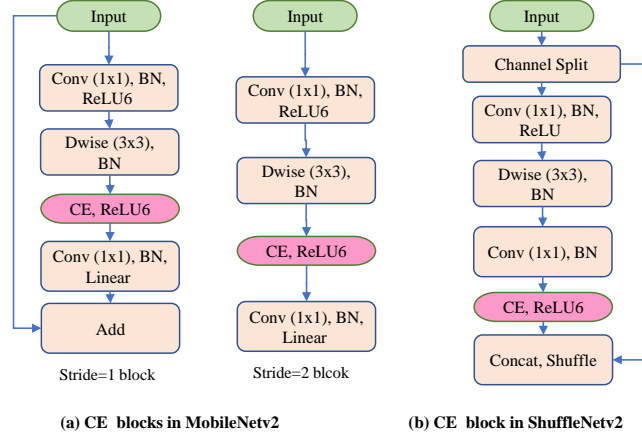 Input
Conv (1x1), BN,
ReLU6
Dwise (3x3),
BN
CE, ReLU6
Conv (1x1), BN,
Linear
Add
Stride=1 block
Input
Conv (1x1), BN,
ReLU6
Dwise (3x3),
BN
CE, ReLU6
Conv (1x1), BN,
Linear
Stride=2 blcok
(a) CE blocks in MobileNetv2
Input
Channel Split
Conv (1x1), BN,
ReLU
Dwise (3x3),
BN
Conv (1x1), BN
CE, ReLU6
Concat, Shuffle
(b) CE block in ShuffleNetv2